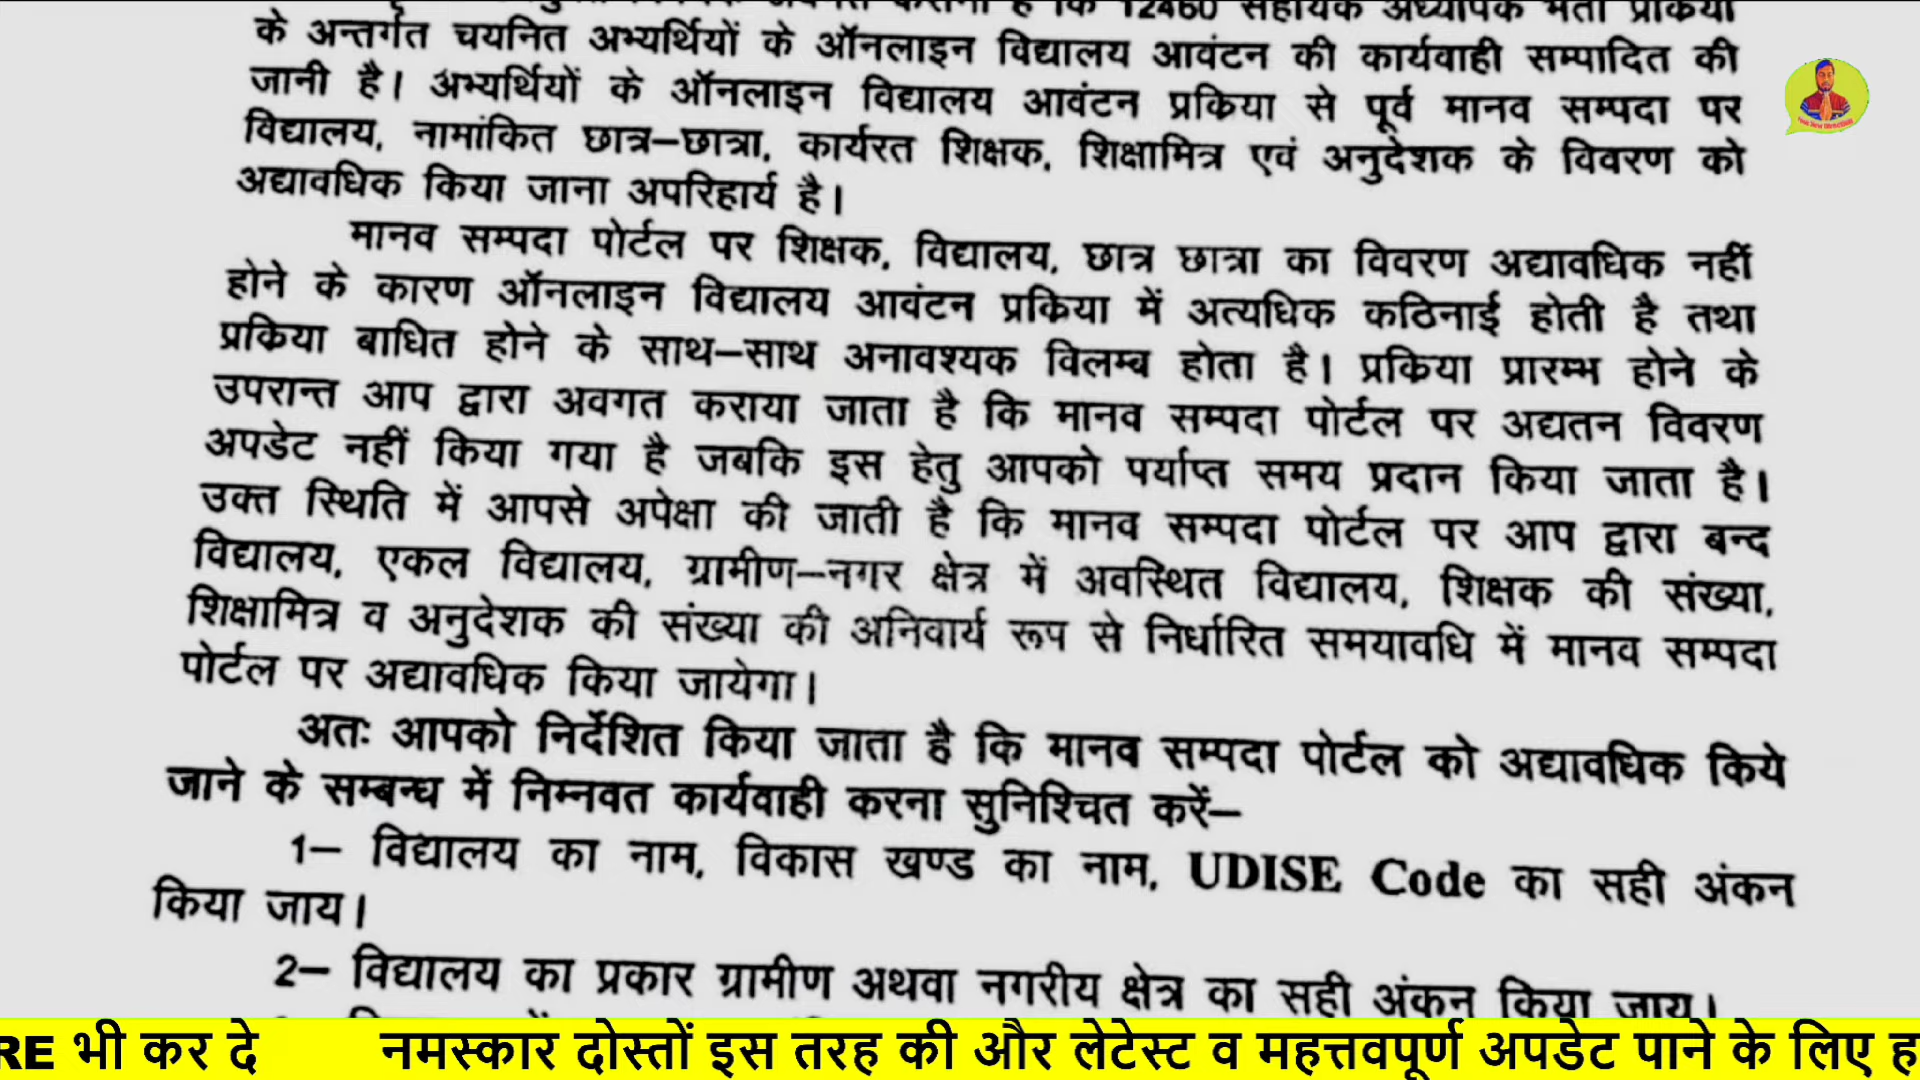 कि 12460 सहायक अध्यापक भर्ती प्रक्रिया
के अन्तर्गत चयनित अभ्यर्थियों के ऑनलाइन विद्यालय आवंटन की कार्यवाही सम्पादित की
जानी है। अभ्यर्थियों के ऑनलाइन विद्यालय आवंटन प्रक्रिया से पूर्व मानव सम्पदा पर
विद्यालय, नामांकित छात्र–छात्रा, कार्यरत शिक्षक, शिक्षामित्र एवं अनुदेशक के विवरण को
अद्यावधिक किया जाना अपरिहार्य है।
मानव सम्पदा पोर्टल पर शिक्षक, विद्यालय, छात्र छात्रा का विवरण अद्यावधिक नहीं
होने के कारण ऑनलाइन विद्यालय आवंटन प्रक्रिया में अत्यधिक कठिनाई होती है तथा
प्रक्रिया बाधित होने के साथ–साथ अनावश्यक विलम्ब होता है। प्रक्रिया प्रारम्भ होने के
उपरान्त आप द्वारा अवगत कराया जाता है कि मानव सम्पदा पोर्टल पर अद्यतन विवरण
अपडेट नहीं किया गया है जबकि इस हेतु आपको पर्याप्त समय प्रदान किया जाता है।
उक्त स्थिति में आपसे अपेक्षा की जाती है कि मानव सम्पदा पोर्टल पर आप द्वारा बन्द
विद्यालय, एकल विद्यालय, ग्रामीण–नगर क्षेत्र में अवस्थित विद्यालय, शिक्षक की संख्या,
शिक्षामित्र व अनुदेशक की संख्या की अनिवार्य रूप से निर्धारित समयावधि में मानव सम्पदा
पोर्टल पर अद्यावधिक किया जायेगा।
अतः आपको निर्देशित किया जाता है कि मानव सम्पदा पोर्टल को अद्यावधिक किये
जाने के सम्बन्ध में निम्नवत कार्यवाही करना सुनिश्चित करें–
1– विद्यालय का नाम, विकास खण्ड का नाम, UDISE Code का सही अंकन
किया जाय।
2– विद्यालय का प्रकार ग्रामीण अथवा नगरीय क्षेत्र का सही अंकन किया जाय।
RE भी कर दे नमस्कार दोस्तों इस तरह की और लेटेस्ट व महत्तवपूर्ण अपडेट पाने के लिए ह